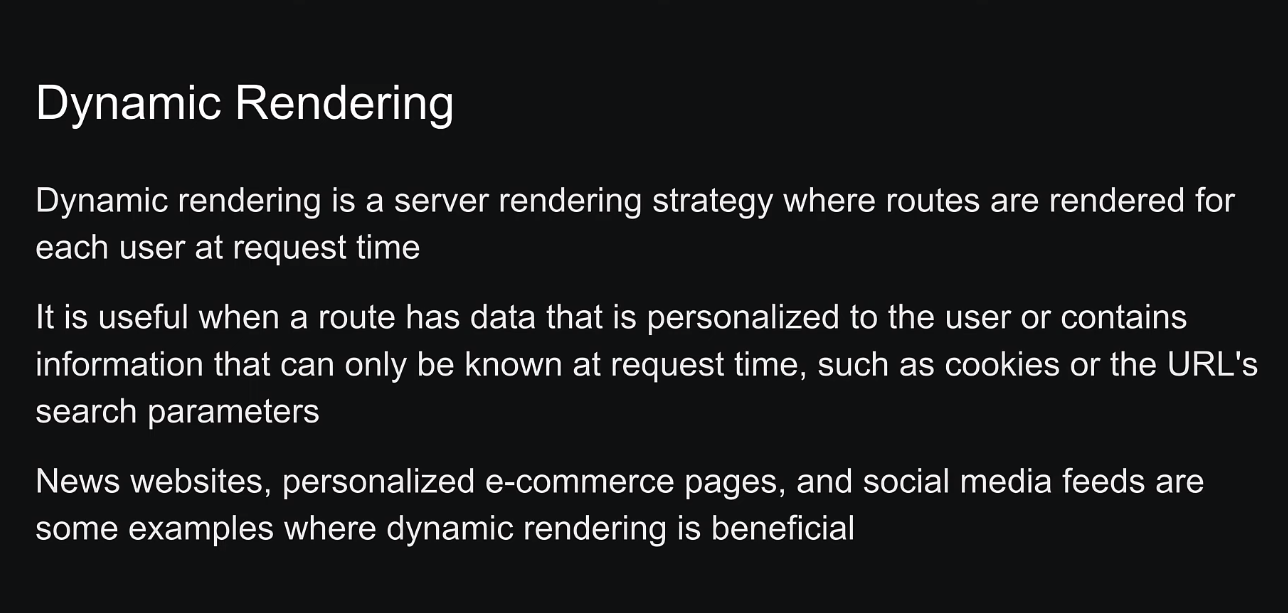 Dynamic Rendering
Dynamic rendering is a server rendering strategy where routes are rendered for
each user at request time
It is useful when a route has data that is personalized to the user or contains
information that can only be known at request time, such as cookies or the URL's
search parameters
News websites, personalized e-commerce pages, and social media feeds are
some examples where dynamic rendering is beneficial